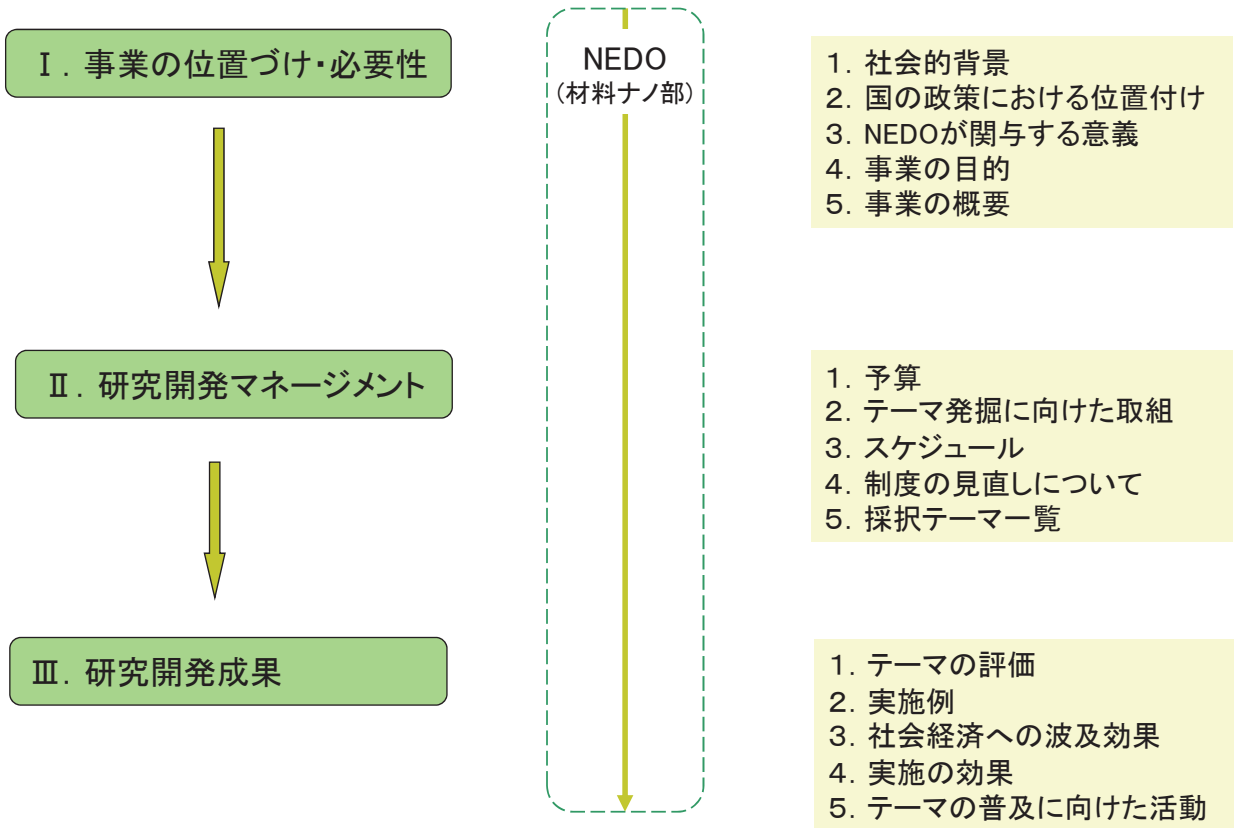 Ⅰ. 事業の位置づけ・必要性
NEDO
(材料ナノ部)
1. 社会的背景
2. 国の政策における位置付け
3. NEDOが関与する意義
4. 事業の目的
5. 事業の概要
Ⅱ. 研究開発マネージメント
1. 予算
2. テーマ発掘に向けた取組
3. スケジュール
4. 制度の見直しについて
5. 採択テーマ一覧
Ⅲ. 研究開発成果
1. テーマの評価
2. 実施例
3. 社会経済への波及効果
4. 実施の効果
5. テーマの普及に向けた活動